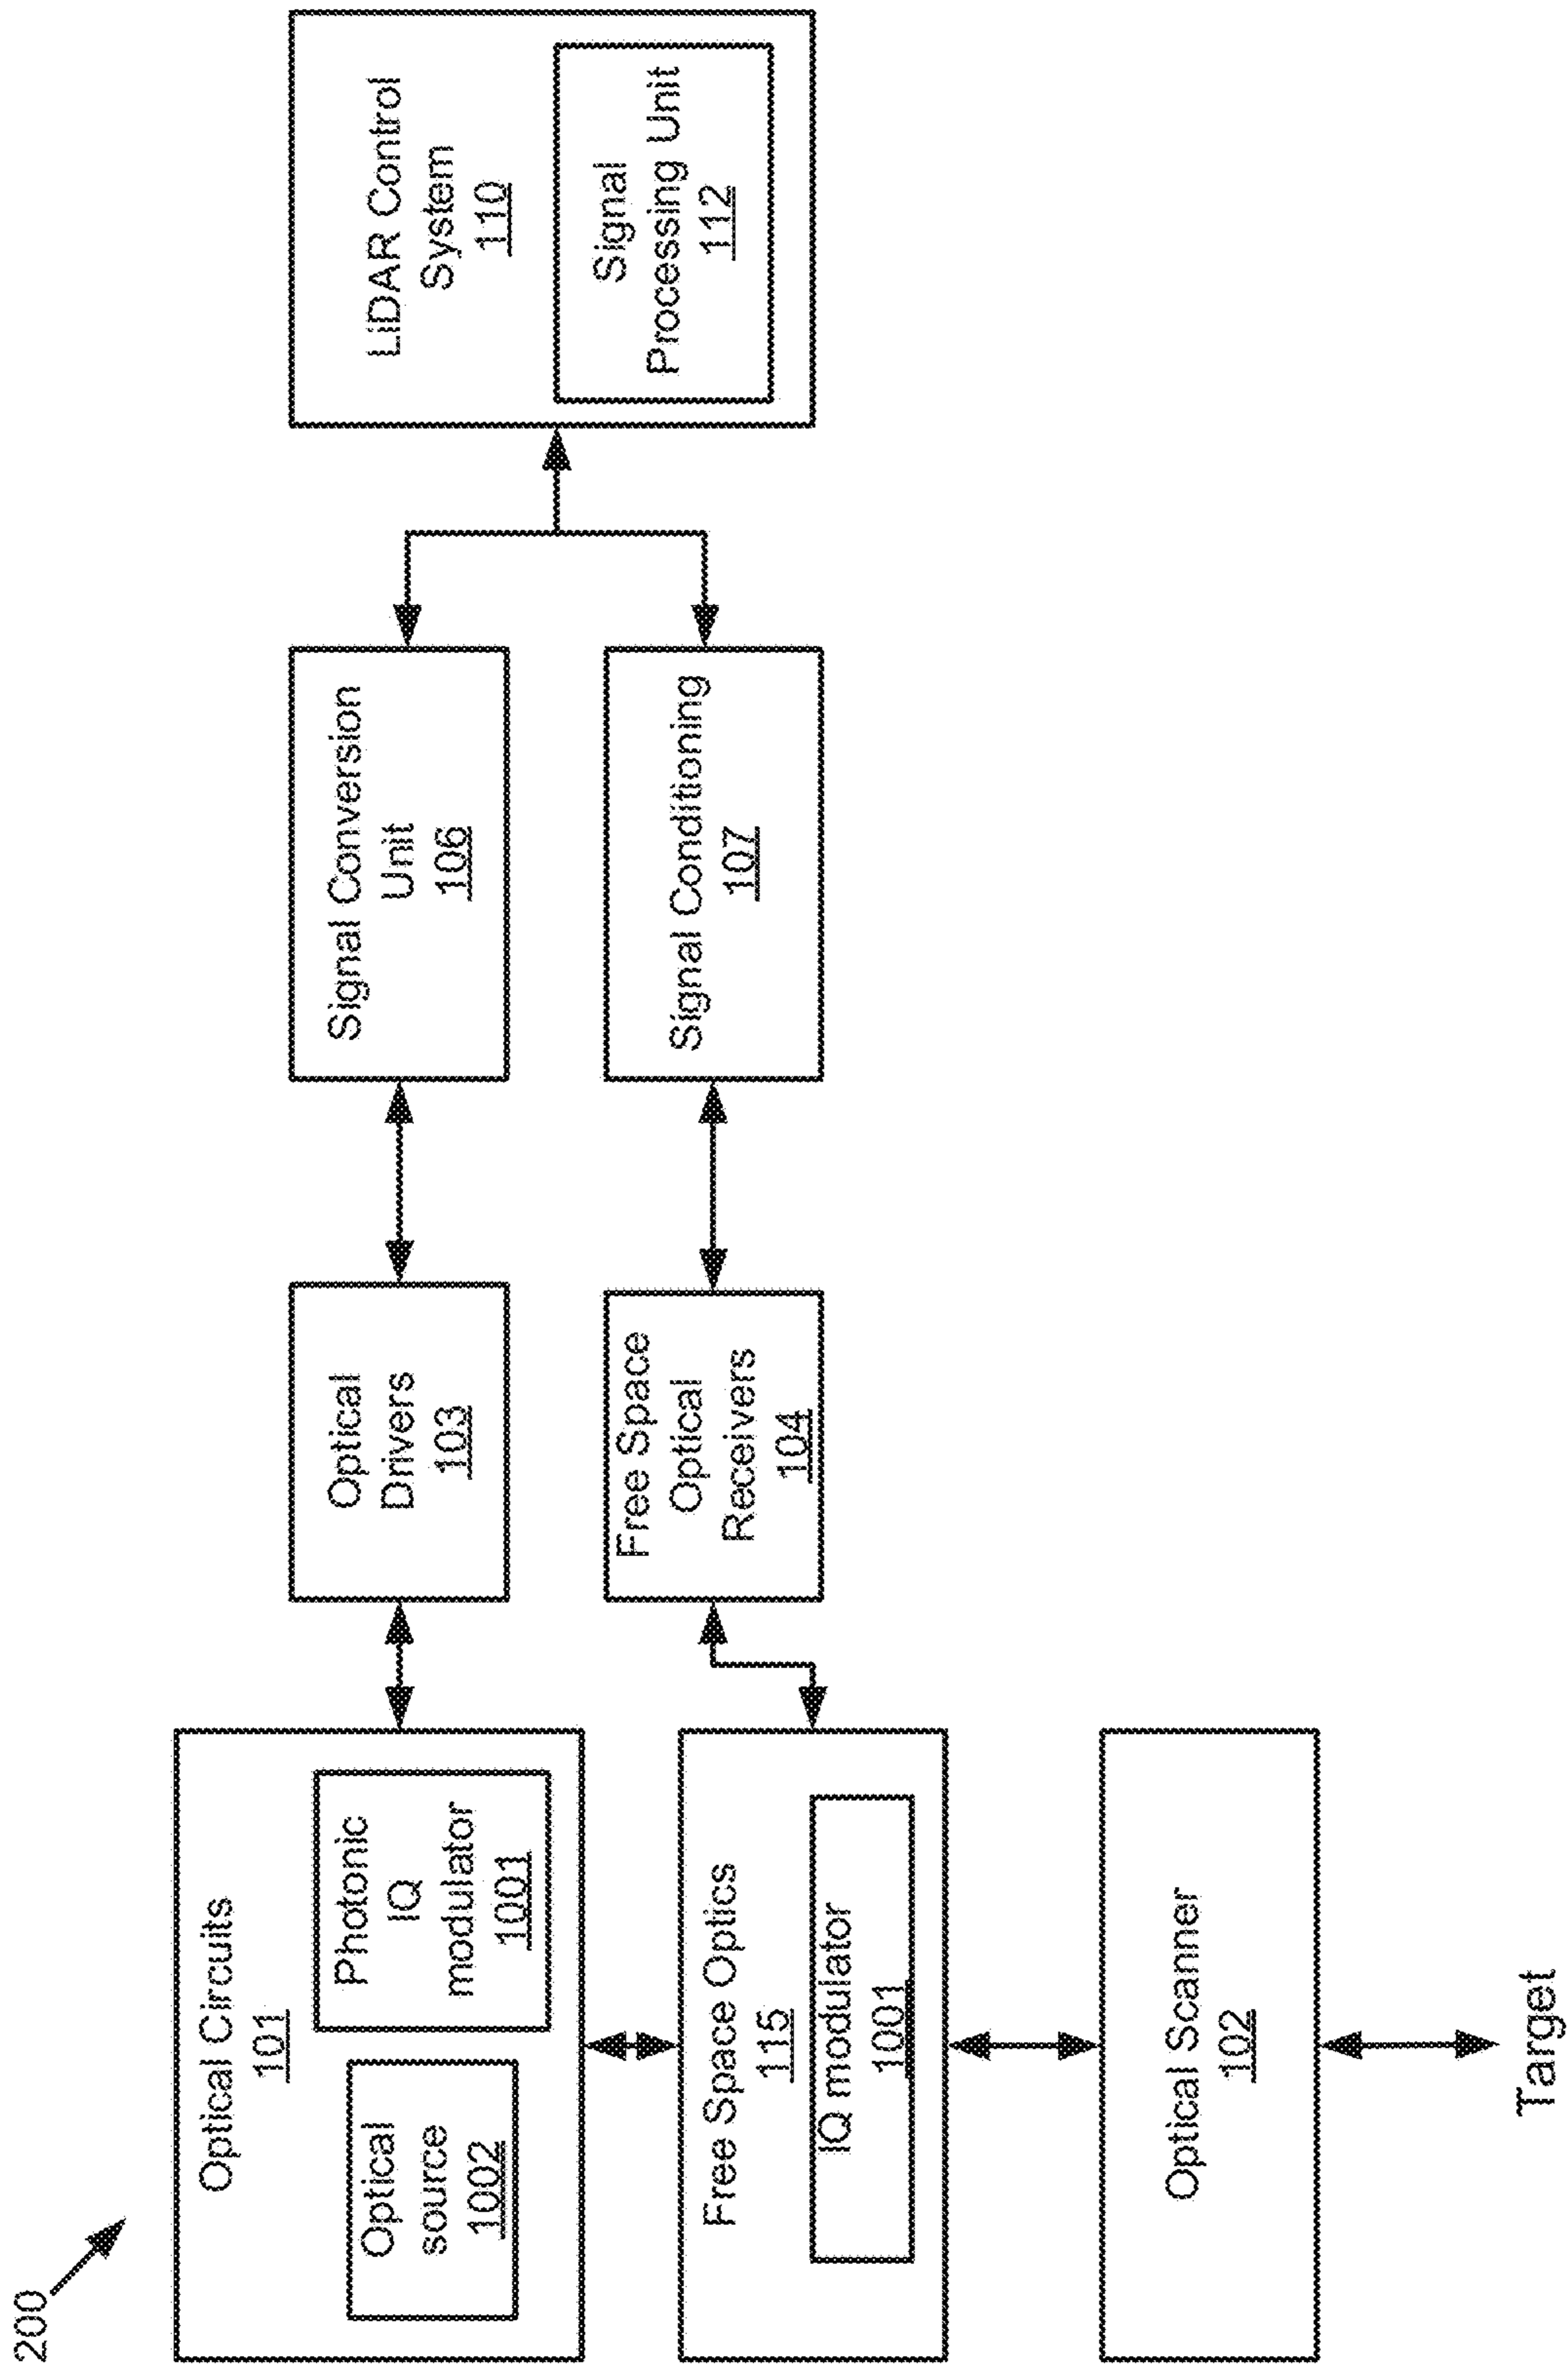 200
Optical Circuits
101
Optical
source
1002
Photonic
IQ
modulator
1001
Optical
Drivers
103
Signal Conversion
Unit
106
LiDAR Control
System
110
Signal
Processing Unit
112
Free Space Optics
115
IQ modulator
1001
Free Space
Optical
Receivers
104
Signal Conditioning
107
Optical Scanner
102
Target